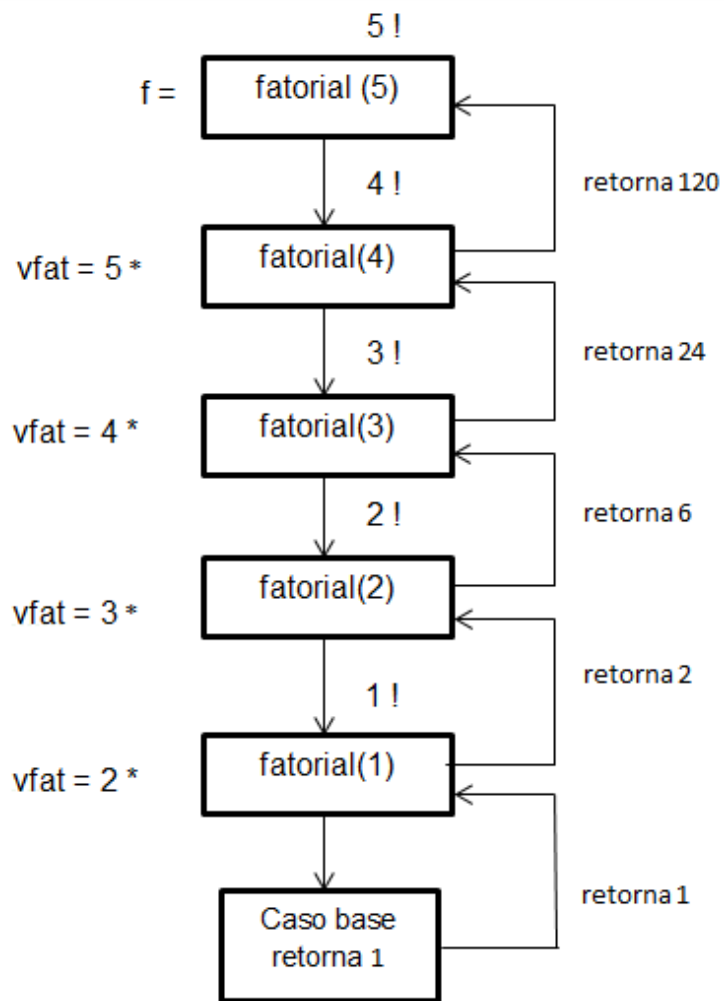 5 !
f =
fatorial (5)
4 !
retorna 120
vfat = 5 *
fatorial(4)
3 !
retorna 24
vfat = 4 *
fatorial(3)
2 !
retorna 6
vfat = 3 *
fatorial(2)
1 !
retorna 2
vfat = 2 *
fatorial(1)
retorna 1
Caso base
retorna 1